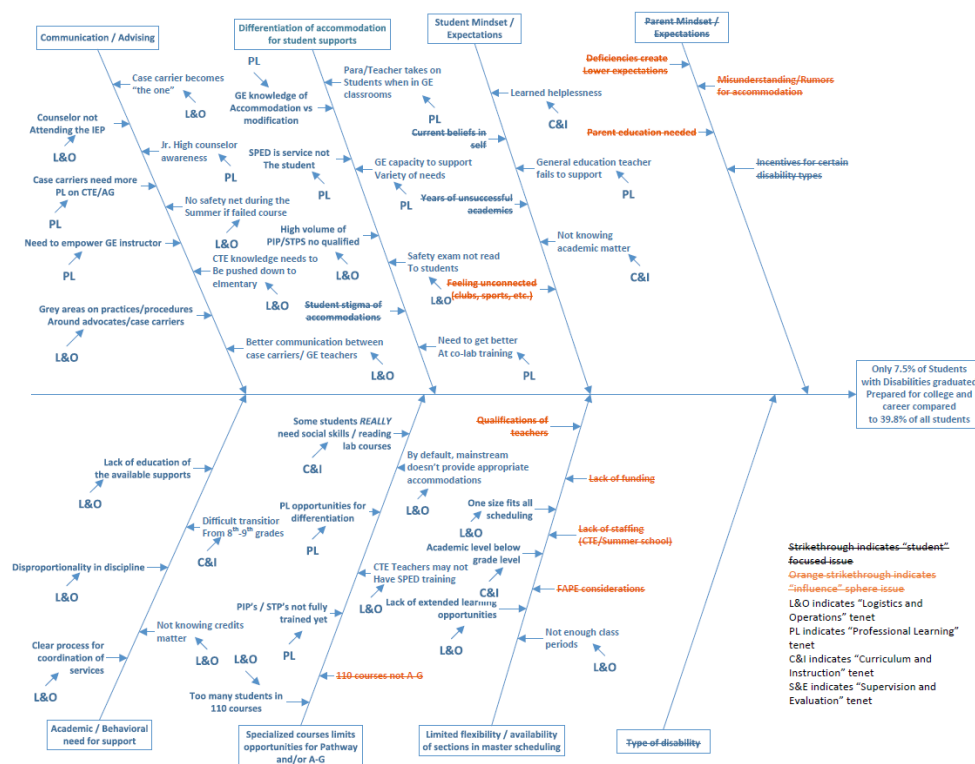 Communication / Advising
Case carrier becomes
"the one"
L&O
Counselor not
Attending the IEP
L&O
Jr. High counselor
awareness
PL
Case carriers need more
PL on CTE/AG
PL
No safety net during the
Summer if failed course
L&O
Need to empower GE instructor
PL
CTE knowledge needs to
Be pushed down to
elmentary
L&O
Grey areas on practices/procedures
Around advocates/case carriers
L&O
Better communication between
case carriers/ GE teachers
L&O
Differentiation of accommodation
for student supports
PL
GE knowledge of
Accommodation vs
modification
Para/Teacher takes on
Students when in GE
classrooms
PL
SPED is service not
The student
PL
GE capacity to support
Variety of needs
PL
High volume of
PIP/STPS no qualified
L&O
Safety exam not read
To students
L&O
Student stigma of
accommodations
Need to get better
At co-lab training
PL
Student Mindset /
Expectations
Learned helplessness
C&I
Current beliefs in
self
General education teacher
fails to support
PL
Years of unsuccessful
academics
Not knowing
academic matter
C&I
Feeling unconnected
(clubs, sports, etc.)
Parent Mindset /
Expectations
Deficiencies create
Lower expectations
Misunderstanding/Rumors
for accommodation
Parent education needed
Incentives for certain
disability types
Only 7.5% of Students
with Disabilities graduated
Prepared for college and
career compared
to 39.8% of all students
Lack of education of
the available supports
L&O
Difficult transition
From 8th-9th grades
C&I
Disproportionality in discipline
L&O
Not knowing credits
matter
L&O
Clear process for
coordination of
services
L&O
Academic / Behavioral
need for support
Some students REALLY
need social skills / reading
lab courses
C&I
By default, mainstream
doesn't provide appropriate
accommodations
L&O
PL opportunities for
differentiation
PL
CTE Teachers may not
Have SPED training
L&O
PIP's / STP's not fully
trained yet
PL
110 courses not A-G
L&O
Too many students in
110 courses
Specialized courses limits
opportunities for Pathway
and/or A-G
Qualifications of
teachers
Lack of funding
One size fits all
scheduling
L&O
Lack of staffing
(CTE/Summer school)
Academic level below
grade level
C&I
FAPE considerations
Lack of extended learning
opportunities
L&O
Not enough class
periods
L&O
Limited flexibility / availability
of sections in master scheduling
Type of disability
Strikethrough indicates "student"
focused issue
Orange strikethrough indicates
"influence" sphere issue
L&O indicates "Logistics and
Operations" tenet
PL indicates "Professional Learning"
tenet
C&I indicates "Curriculum and
Instruction" tenet
S&E indicates "Supervision and
Evaluation" tenet